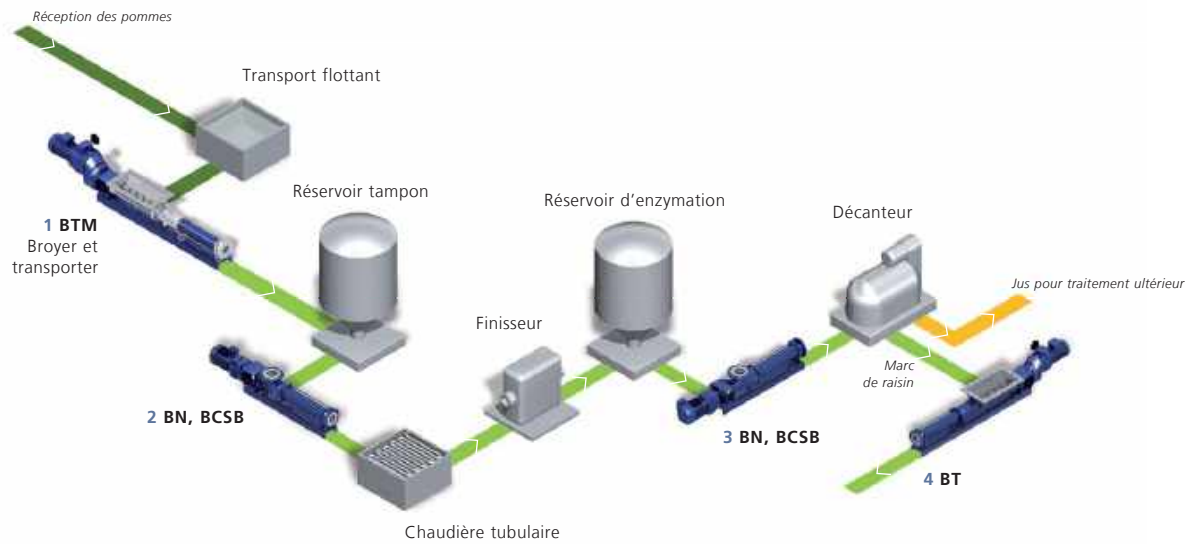 Réception des pommes
Transport flottant
1 BTM
Broyer et
transporter
Réservoir tampon
Réservoir d'enzymation
Décanteur
Jus pour traitement ultérieur
Finisseur
Marc
de raisin
2 BN, BCSB
3 BN, BCSB
4 BT
Chaudière tubulaire